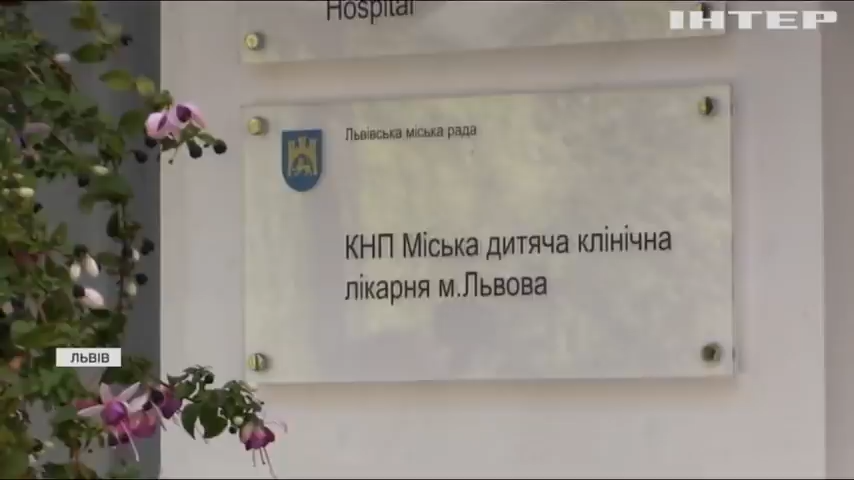 Hospital
ІНТЕР
Львівська міська рада
КНП Міська дитяча клінічна
лікарня м.Львова
ЛЬВІВ